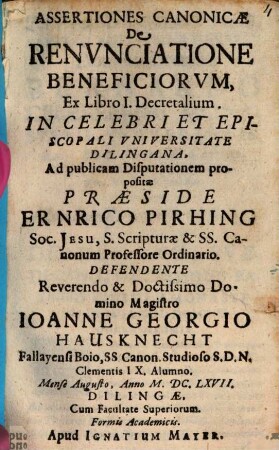 ASSERTIONES CANONICÆ
De
RENVNCIATIONE
BENEFICIORVM,
Ex Libro I. Decretalium.
IN CELEBRI ET EPI-
SCOPALI VNIVERSITATE
DILINGANA,
Ad publicam Disputationem pro-
positæ
PRÆSIDE
ERNRICO PIRHING
Soc. JESU, S. Scripturæ & SS. Ca-
nonum Professore Ordinario.
DEFENDENTE
Reverendo & Doctissimo Do-
mino Magistro
IOANNE GEORGIO
HAUSKNECHT
Fallayensi Boio, SS Canon. Studioso S.D.N.
Clementis IX. Alumno.
Mense Augusto, Anno M. DC. LXVII.
DILINGÆ,
Cum Facultate Superiorum.
Formis Academicis.
Apud IGNATIUM MAYER.